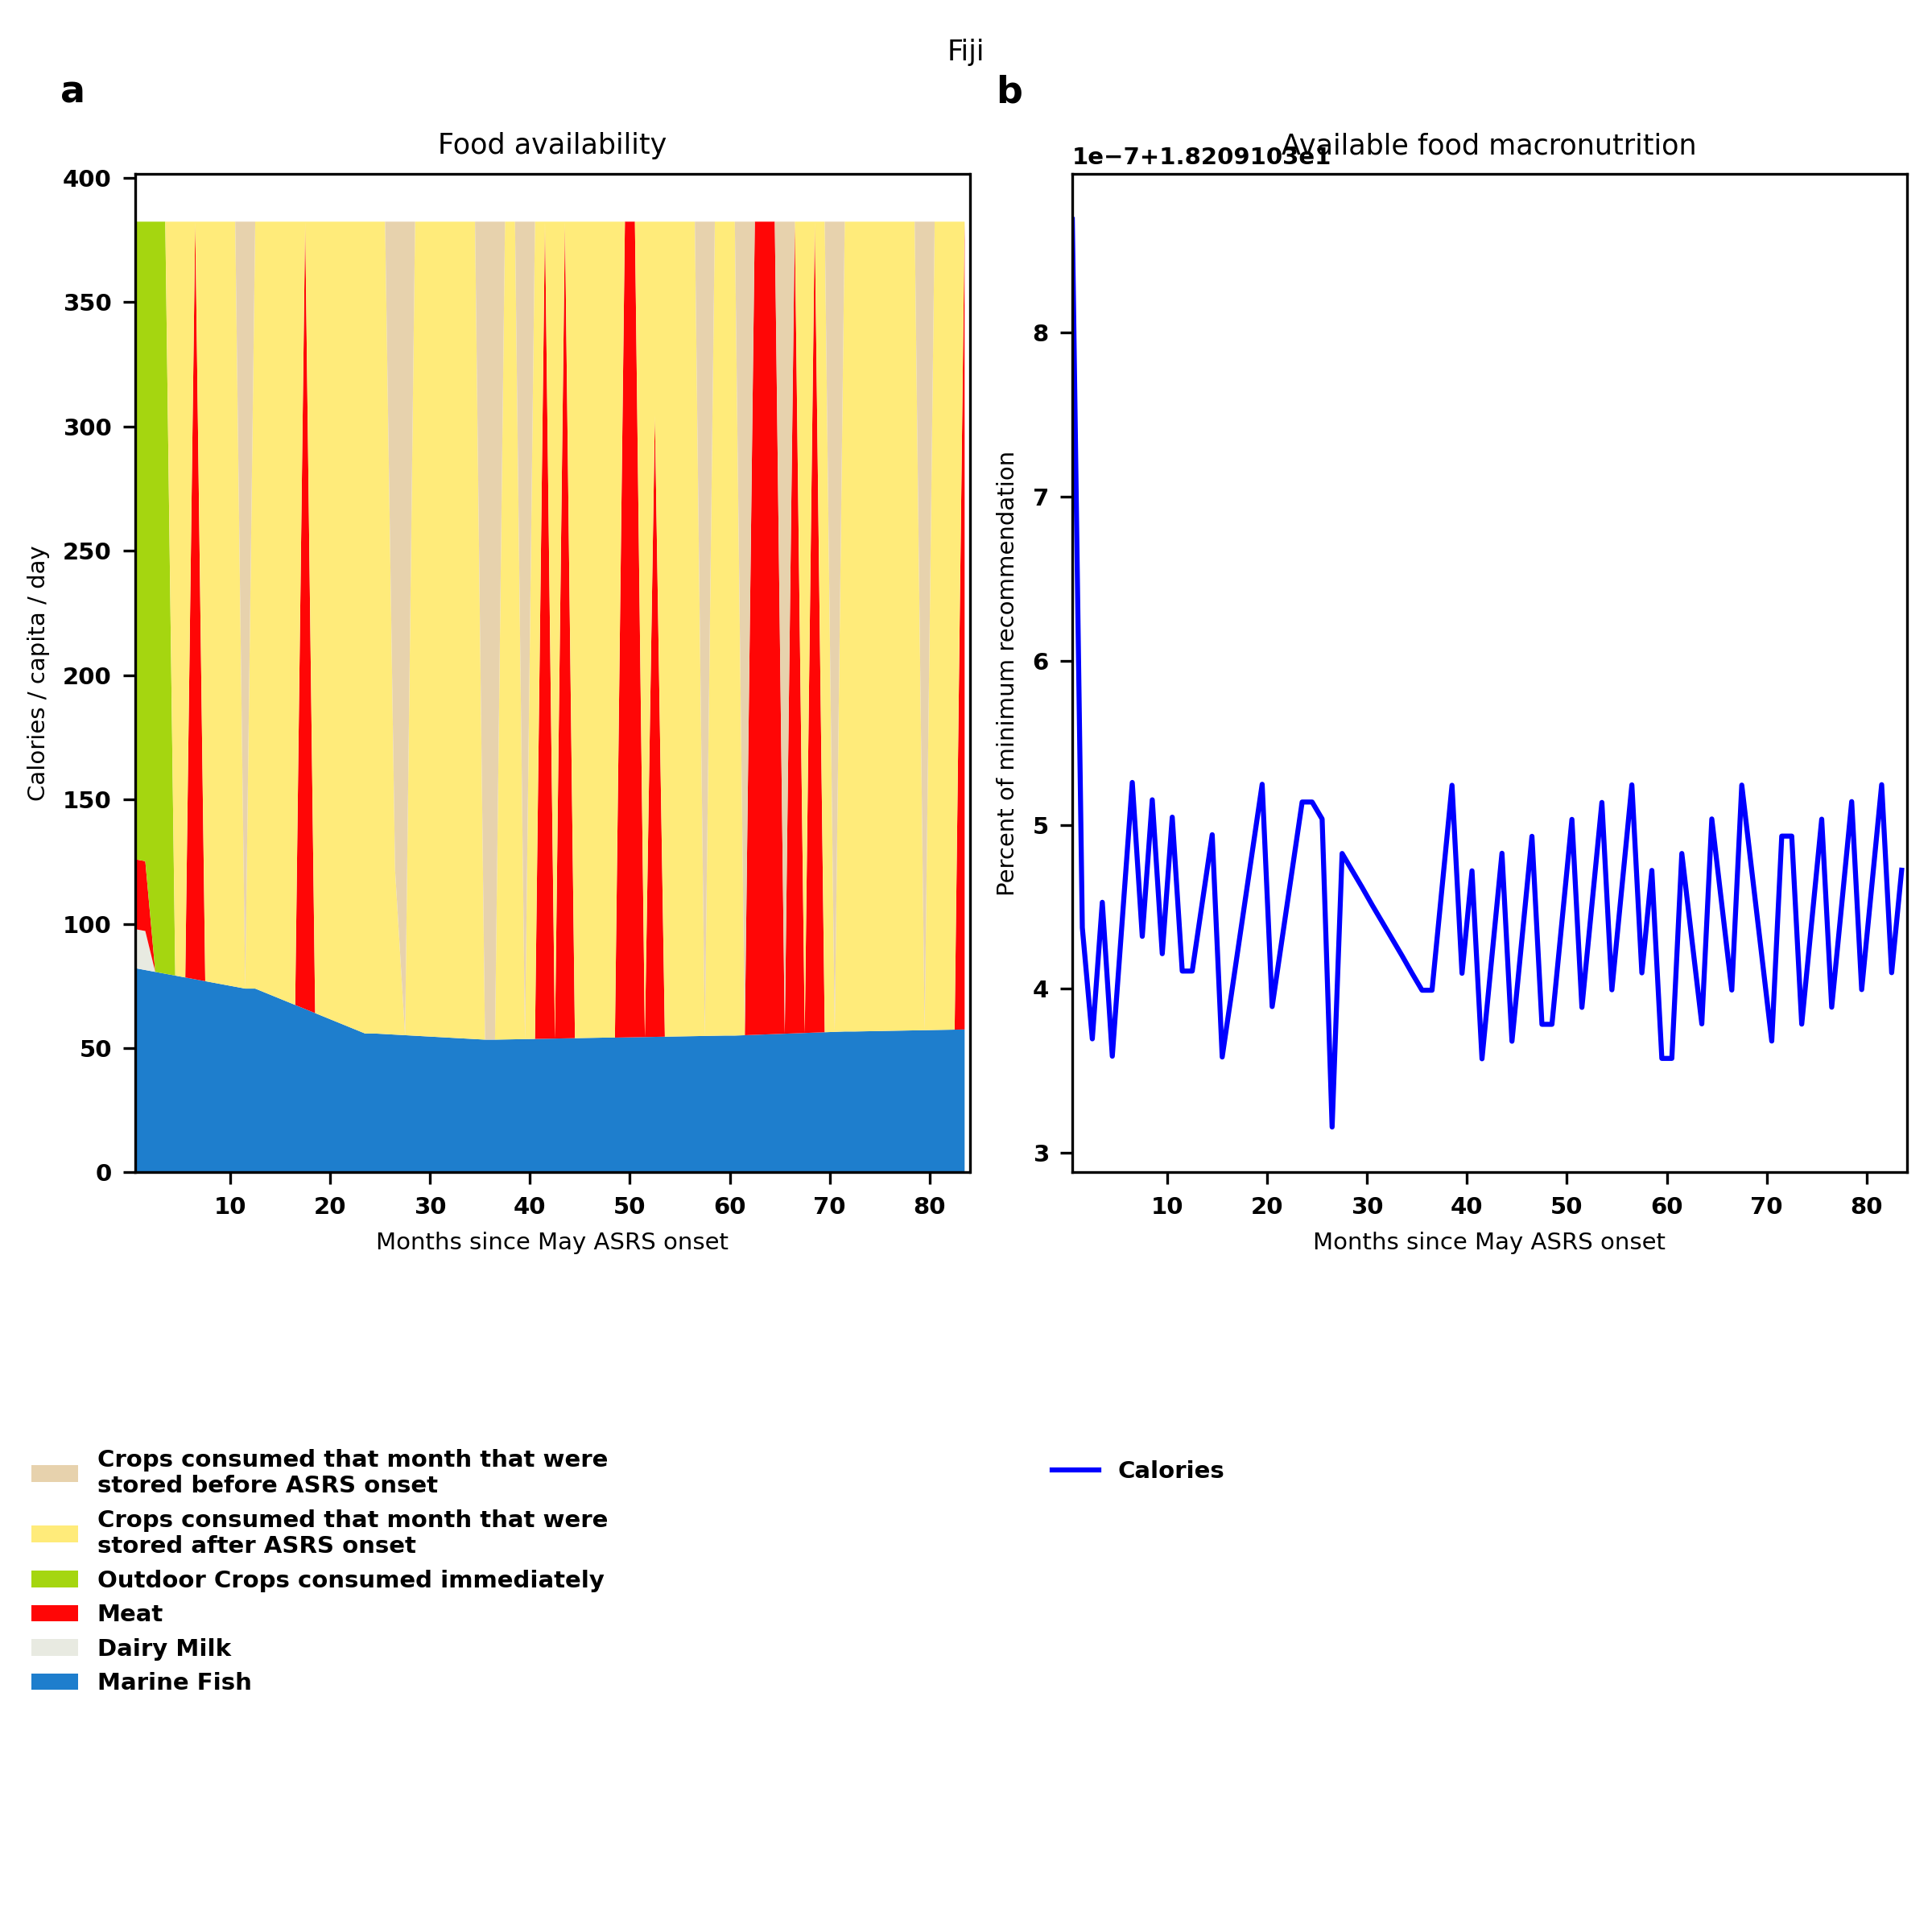 Fiji
a
Food availability
400
350
300
250
200
150
100
50
0
Calories / capita / day
10 20 30 40 50 60 70 80
Months since May ASRS onset
b
Available food macronutrition
1e−7+1.8209103e1
8
7
6
5
4
3
Percent of minimum recommendation
10 20 30 40 50 60 70 80
Months since May ASRS onset
Crops consumed that month that were
stored before ASRS onset
Crops consumed that month that were
stored after ASRS onset
Outdoor Crops consumed immediately
Meat
Dairy Milk
Marine Fish
Calories